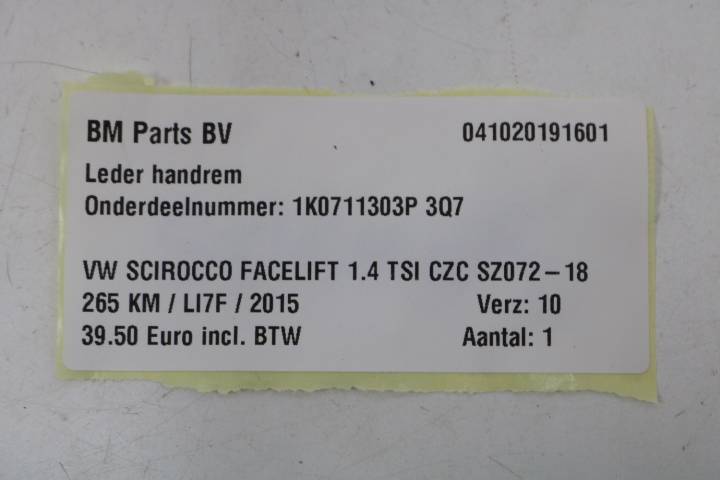 BM Parts BV 041020191601
Leder handrem
Onderdeelnummer: 1K0711303P 3Q7
VW SCIROCCO FACELIFT 1.4 TSI CZC SZ072-18
265 KM / LI7F / 2015 Verz: 10
39.50 Euro incl. BTW Aantal: 1